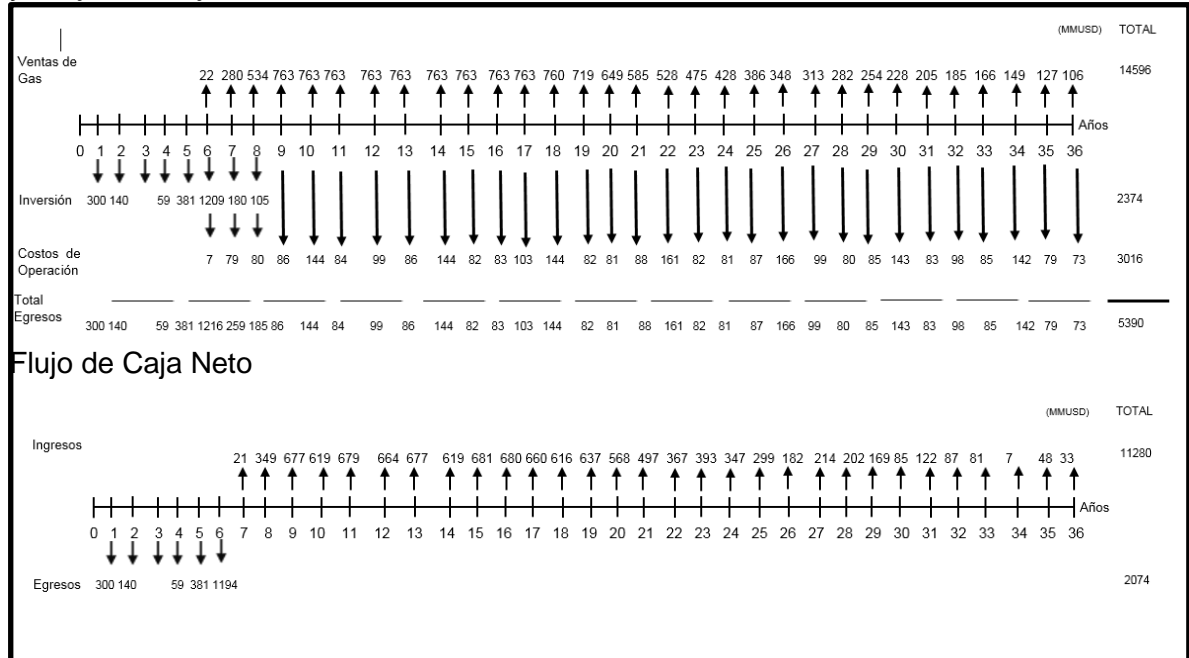 (MMUSD) TOTAL
Ventas de
Gas
22 280 534 763 763 763 763 763 763 763 763 763 760 719 649 585 528 475 428 386 348 313 282 254 228 205 185 166 149 127 106 14596
Años
0 1 2 3 4 5 6 7 8 9 10 11 12 13 14 15 16 17 18 19 20 21 22 23 24 25 26 27 28 29 30 31 32 33 34 35 36
Inversión 300 140 59 381 1209 180 105 2374
Costos de
Operación
7 79 80 86 144 84 99 86 144 82 83 103 144 82 81 88 161 82 81 87 166 99 80 85 143 83 98 85 142 79 73 3016
Total
Egresos
300 140 59 381 1216 259 185 86 144 84 99 86 144 82 83 103 144 82 81 88 161 82 81 87 166 99 80 85 143 83 98 85 142 79 73 5390
Flujo de Caja Neto
(MMUSD) TOTAL
Ingresos
21 349 677 619 679 664 677 619 681 680 660 616 637 568 497 367 393 347 299 182 214 202 169 85 122 87 81 7 48 33 11280
Años
0 1 2 3 4 5 6 7 8 9 10 11 12 13 14 15 16 17 18 19 20 21 22 23 24 25 26 27 28 29 30 31 32 33 34 35 36
Egresos 300 140 59 381 1194 2074